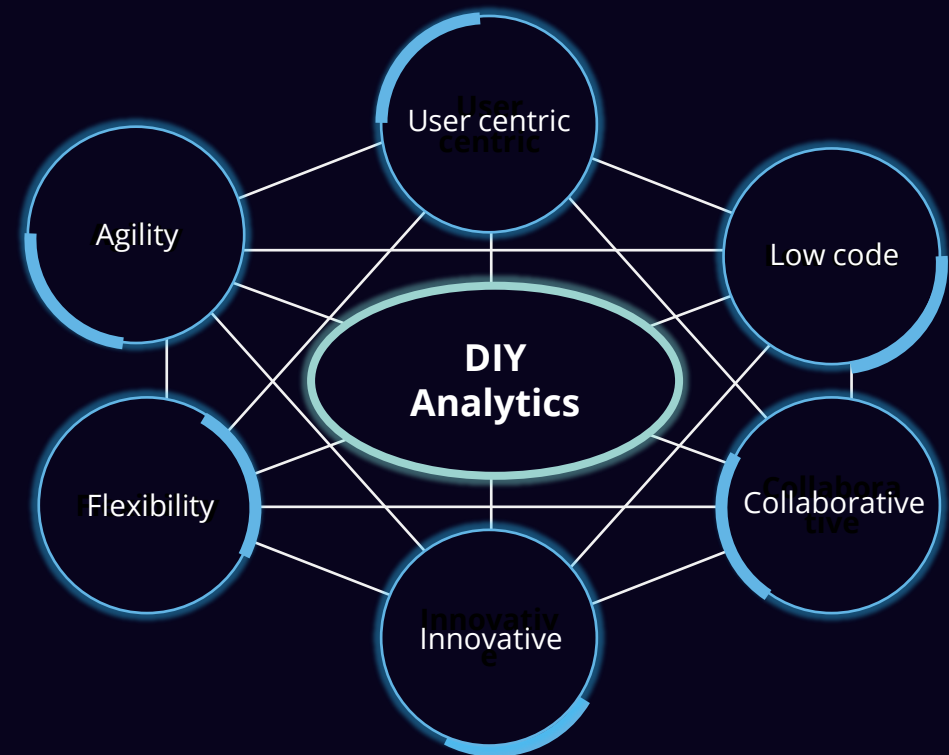 User centric
Agility
Low code
DIY
Analytics
Flexibility
Collaborative
Innovative